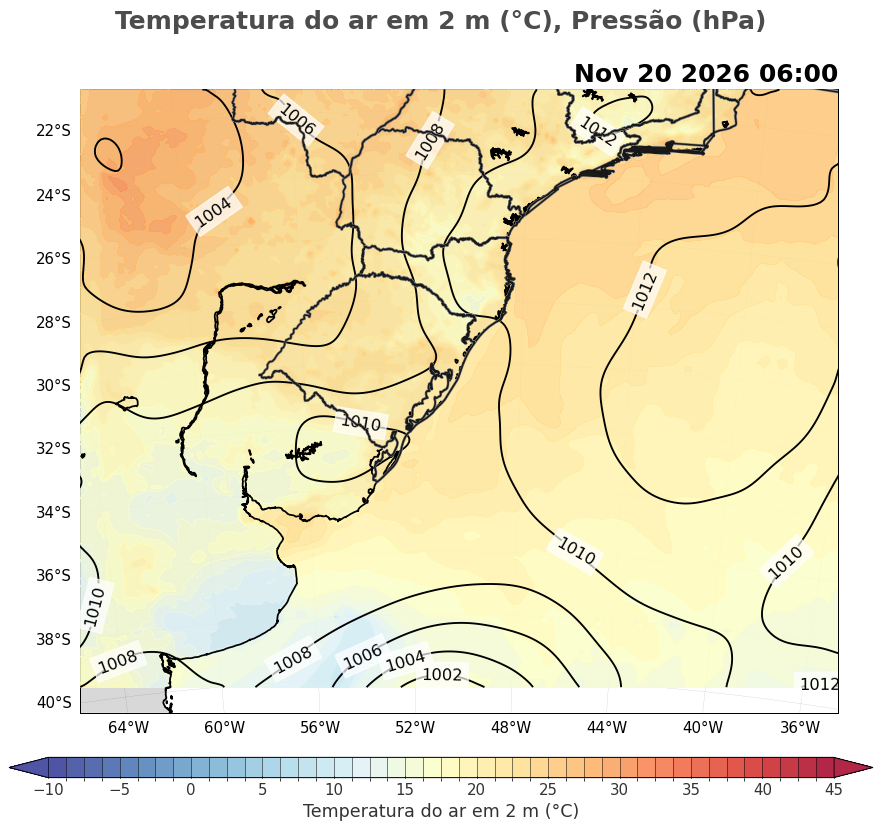 Temperatura do ar em 2 m (°C), Pressão (hPa)
Nov 20 2026 06:00
1006
1008
1012
1004
1012
1010
1010
1010
1010
1008
1008
1006
1004
1002
1012
22°S
24°S
26°S
28°S
30°S
32°S
34°S
36°S
38°S
40°S
64°W 60°W 56°W 52°W 48°W 44°W 40°W 36°W
−10 −5 0 5 10 15 20 25 30 35 40 45
Temperatura do ar em 2 m (°C)